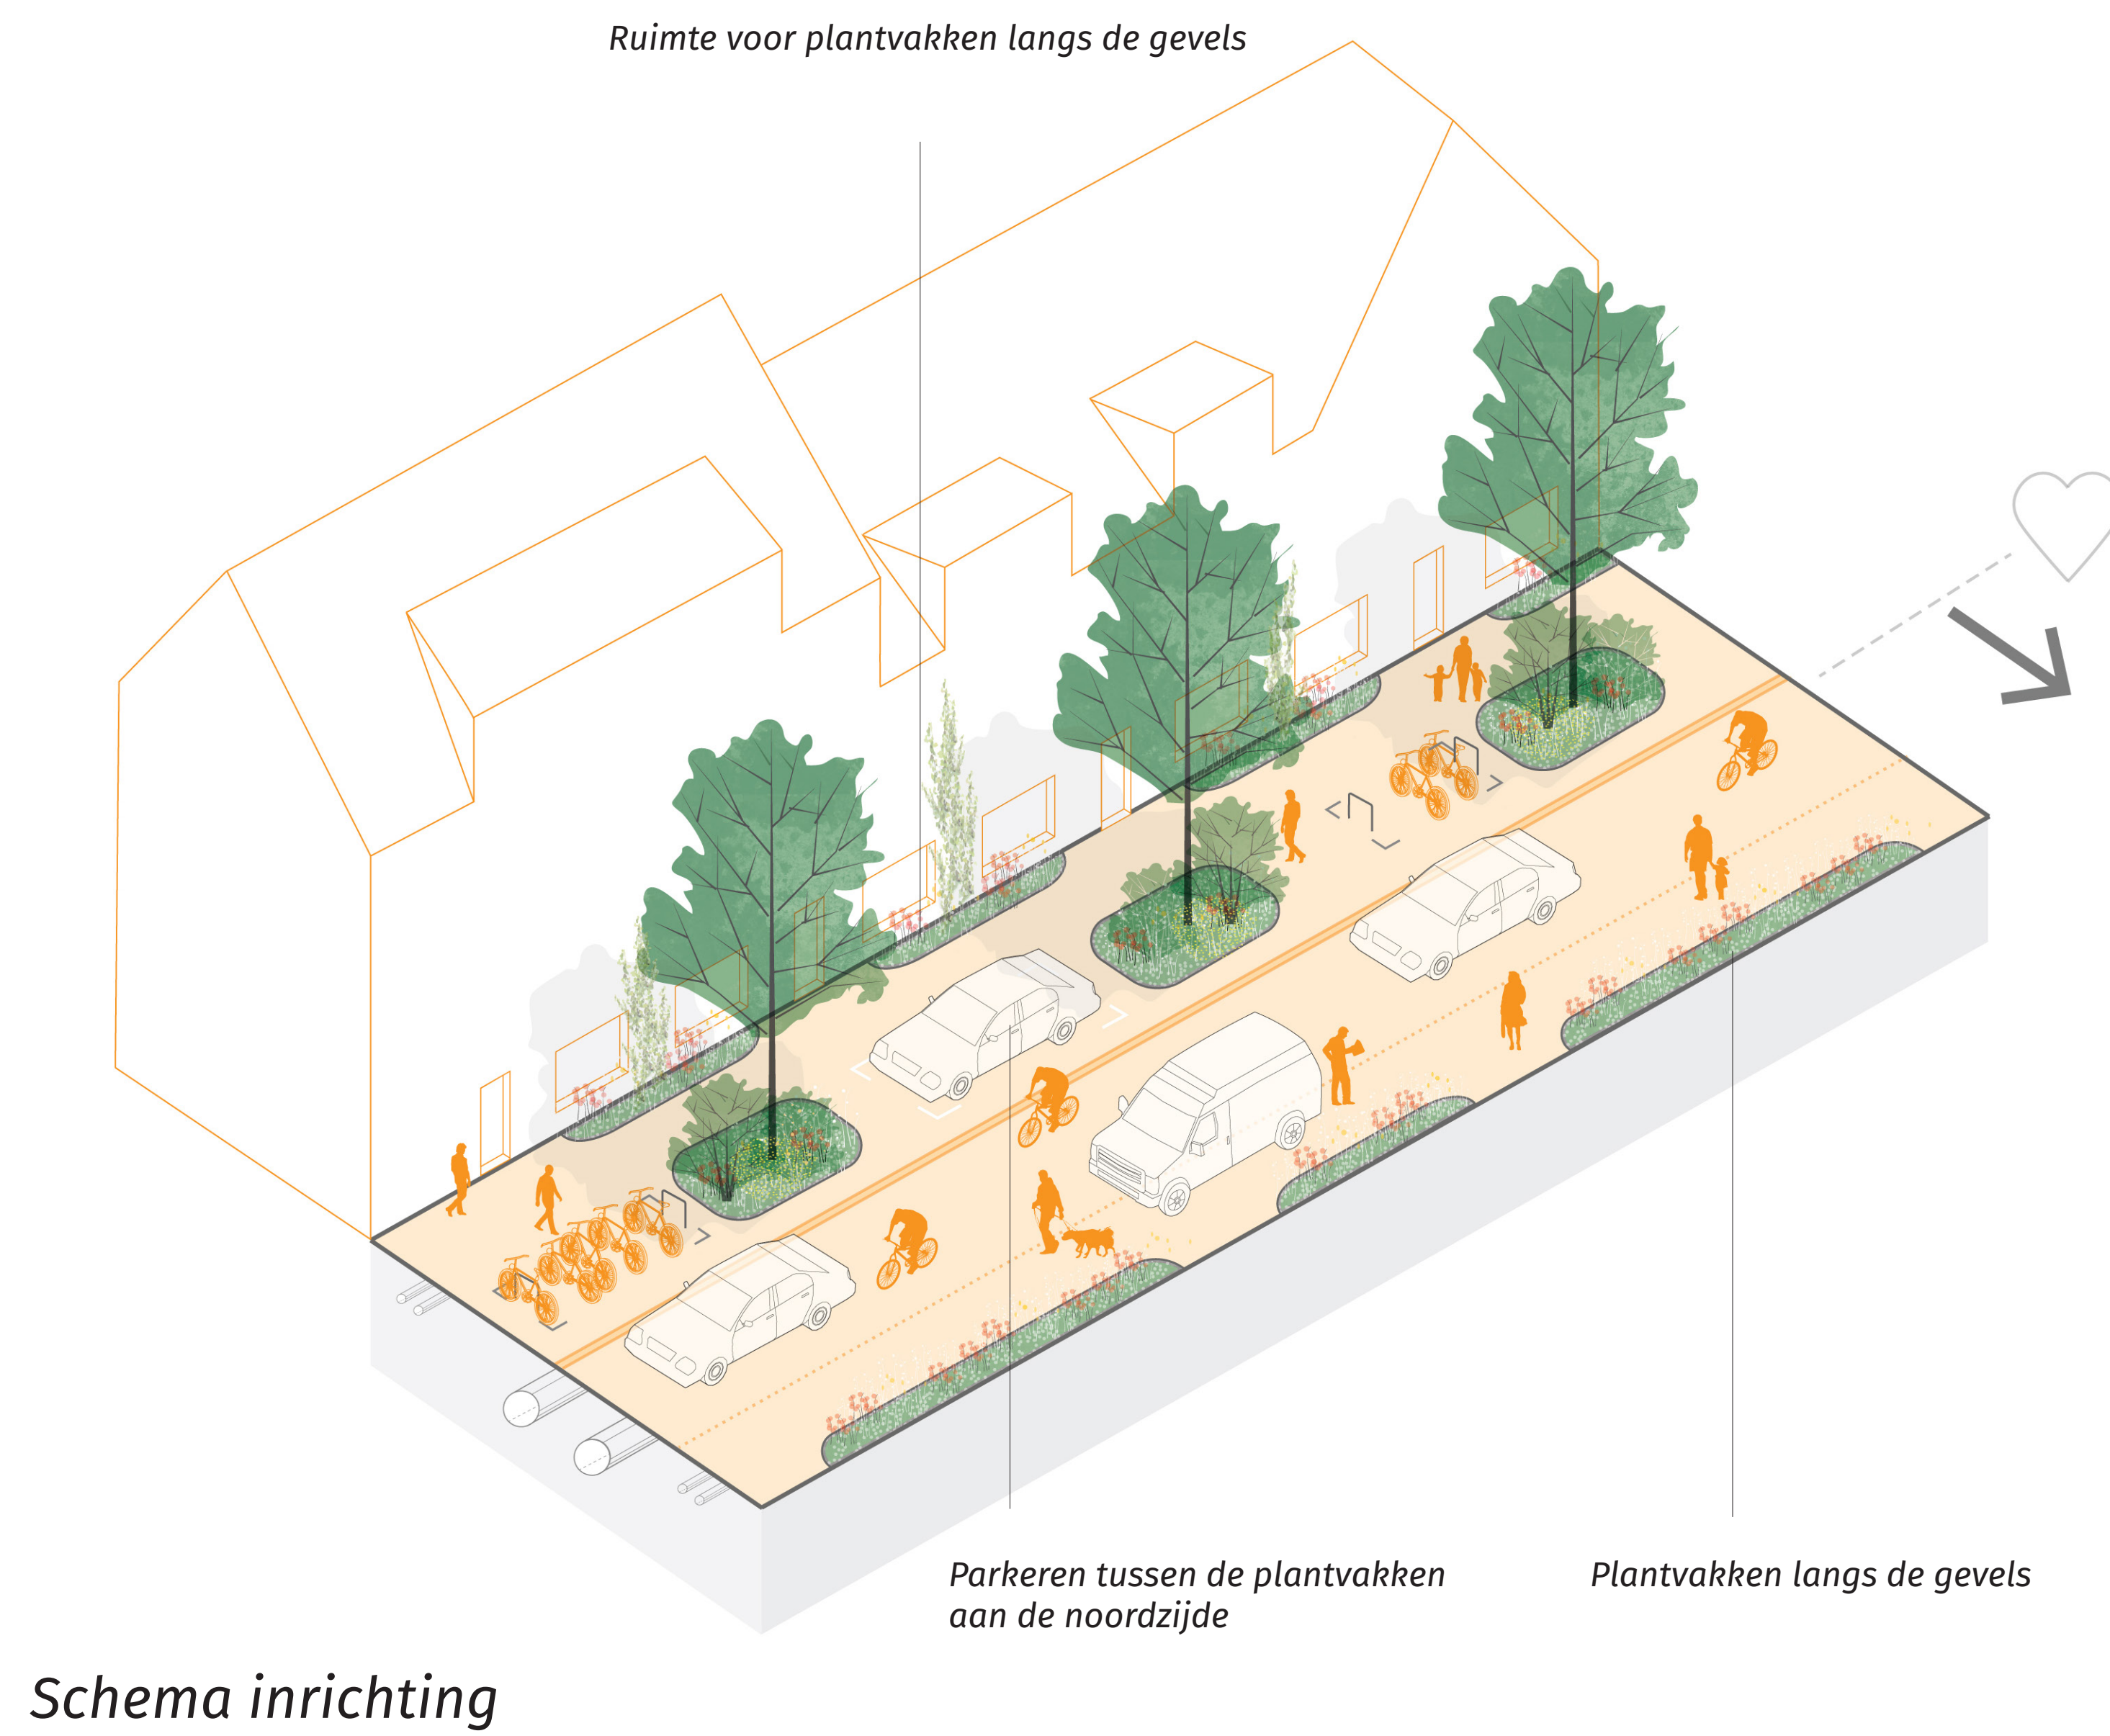 Ruimte voor plantvakken langs de gevels
Parkeren tussen de plantvakken
aan de noordzijde
Plantvakken langs de gevels
Schema inrichting